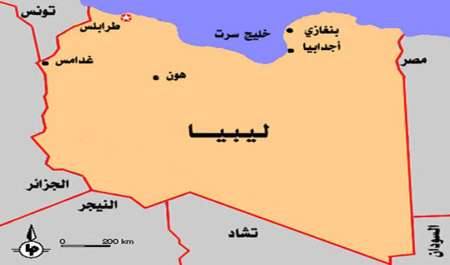 تونس
طرابلس
خليج سرت
بنغازي
أجدابيا
مصر
غدامس
هون
ليبيا
الجزائر
النيجر
تشاد
السودان
0 200 km